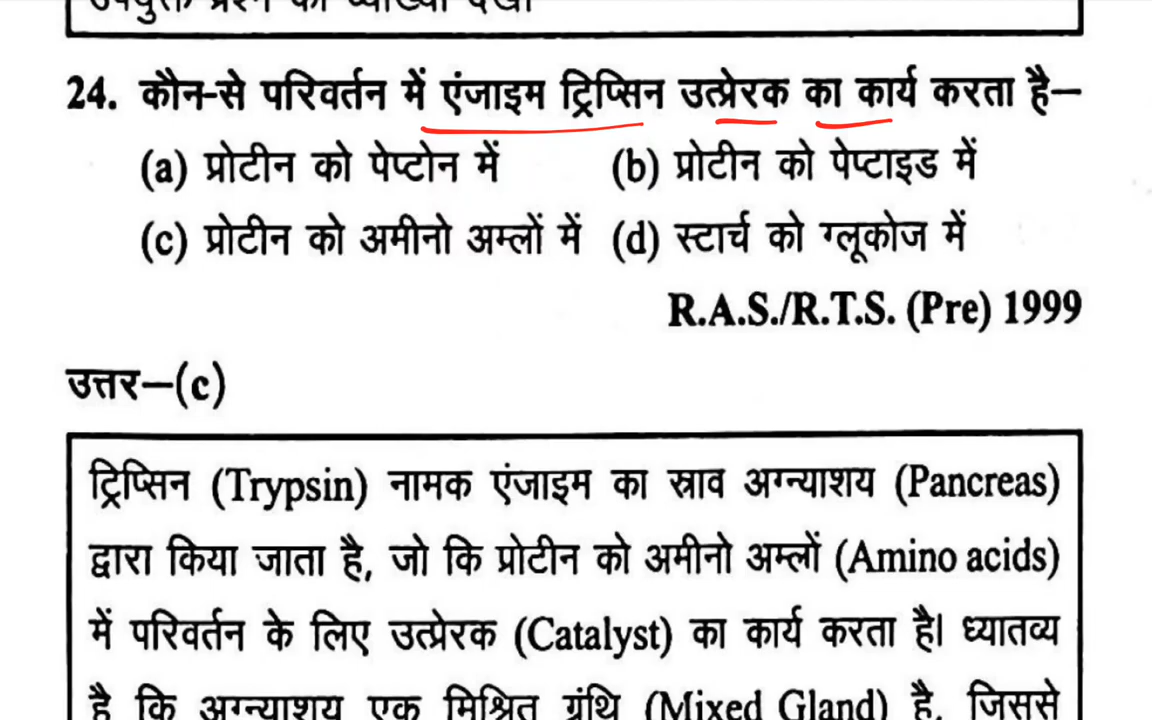 उपर्युक्त प्रश्न की व्याख्या देखें
24. कौन-से परिवर्तन में एंजाइम ट्रिप्सिन उत्प्रेरक का कार्य करता है–
(a) प्रोटीन को पेप्टोन में (b) प्रोटीन को पेप्टाइड में
(c) प्रोटीन को अमीनो अम्लों में (d) स्टार्च को ग्लूकोज में
R.A.S./R.T.S. (Pre) 1999
उत्तर–(c)
ट्रिप्सिन (Trypsin) नामक एंजाइम का स्राव अग्न्याशय (Pancreas)
द्वारा किया जाता है, जो कि प्रोटीन को अमीनो अम्लों (Amino acids)
में परिवर्तन के लिए उत्प्रेरक (Catalyst) का कार्य करता है। ध्यातव्य
है कि अग्न्याशय एक मिश्रित ग्रंथि (Mixed Gland) है, जिससे